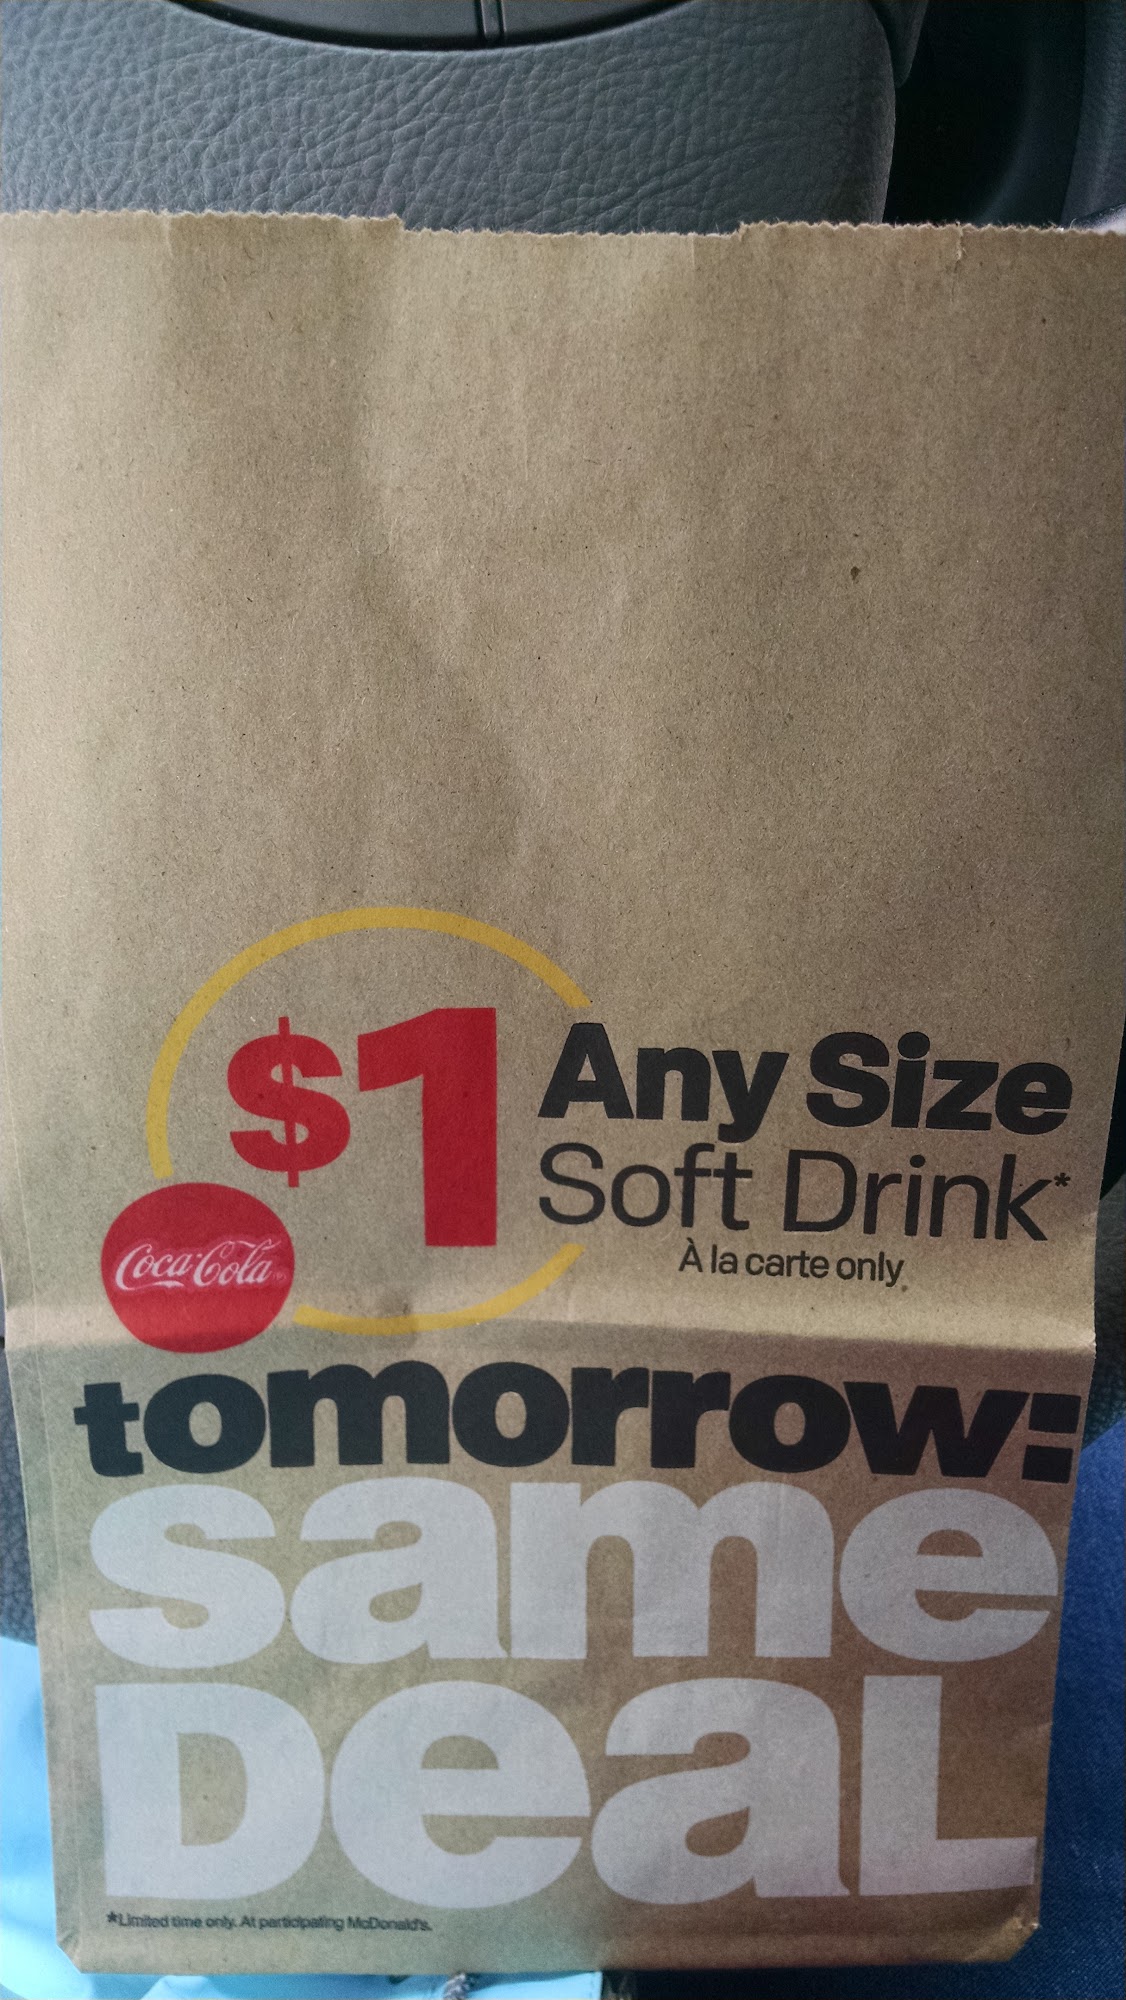 $1 Any Size
Soft Drink*
À la carte only
Coca-Cola
tomorrow:
same
Deal
*Limited time only. At participating McDonald's.